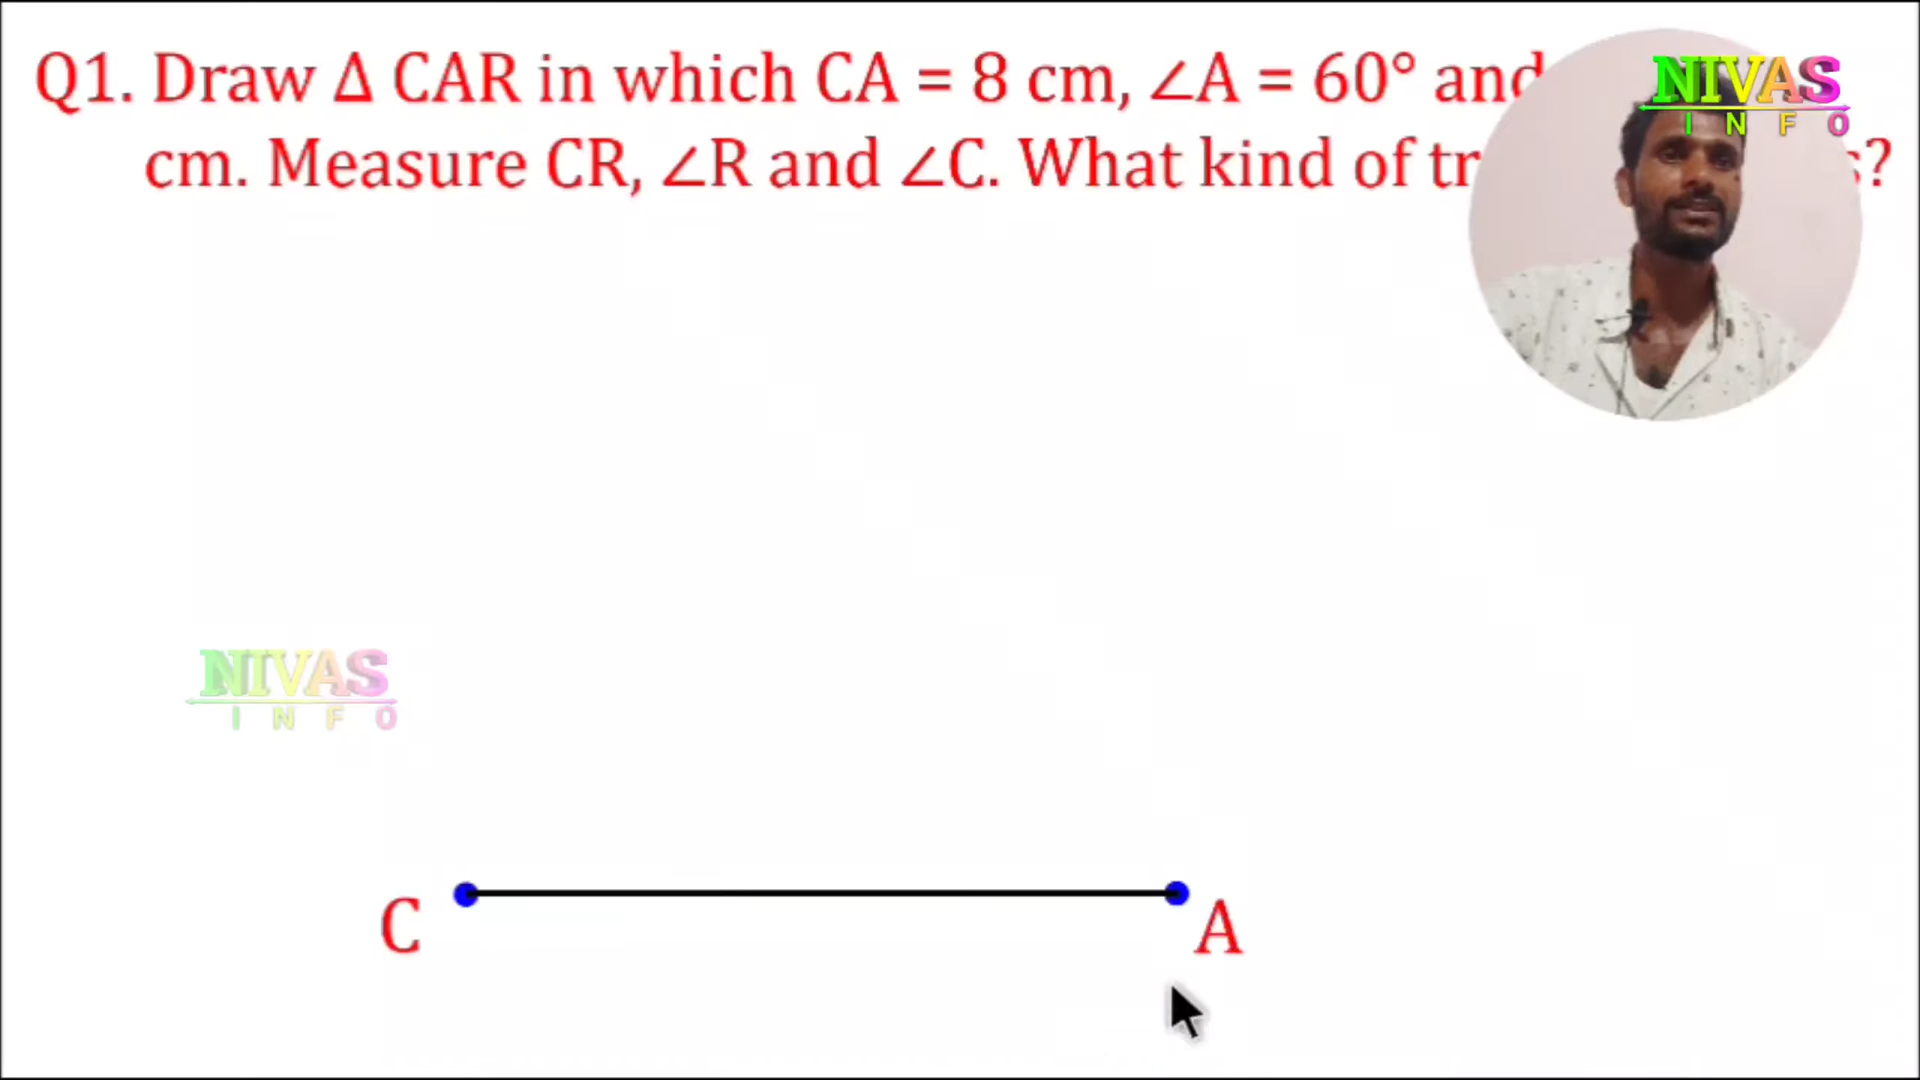 Q1. Draw Δ CAR in which CA = 8 cm, ∠A = 60° and
cm. Measure CR, ∠R and ∠C. What kind of
NIVAS
INFO
NIVAS
INFO
C
A